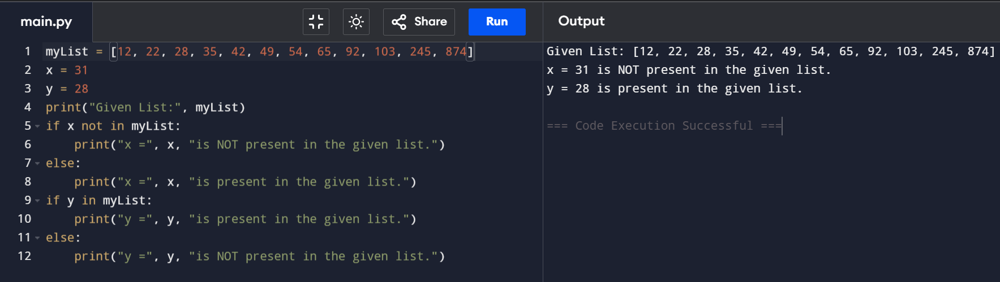 main.py
Share
Run
Output
1 myList = [12, 22, 28, 35, 42, 49, 54, 65, 92, 103, 245, 874]
2 x = 31
3 y = 28
4 print("Given List:", myList)
5 if x not in myList:
6     print("x =", x, "is NOT present in the given list.")
7 else:
8     print("x =", x, "is present in the given list.")
9 if y in myList:
10     print("y =", y, "is present in the given list.")
11 else:
12     print("y =", y, "is NOT present in the given list.")
Given List: [12, 22, 28, 35, 42, 49, 54, 65, 92, 103, 245, 874]
x = 31 is NOT present in the given list.
y = 28 is present in the given list.
=== Code Execution Successful ===